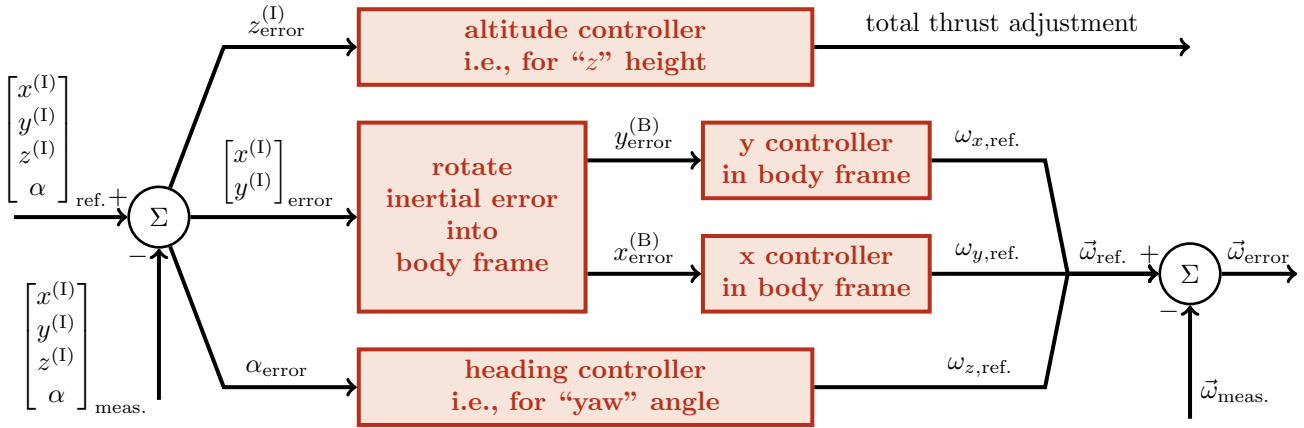 z_error^(I)
altitude controller
i.e., for “z” height
total thrust adjustment
[x^(I)
y^(I)
z^(I)
α]_ref.
+
Σ
−
[x^(I)
y^(I)
z^(I)
α]_meas.
[x^(I)
y^(I)]_error
rotate
inertial error
into
body frame
y_error^(B)
y controller
in body frame
ω_x,ref.
x_error^(B)
x controller
in body frame
ω_y,ref.
α_error
heading controller
i.e., for “yaw” angle
ω_z,ref.
ω⃗_ref.
+
Σ
−
ω⃗_error
ω⃗_meas.